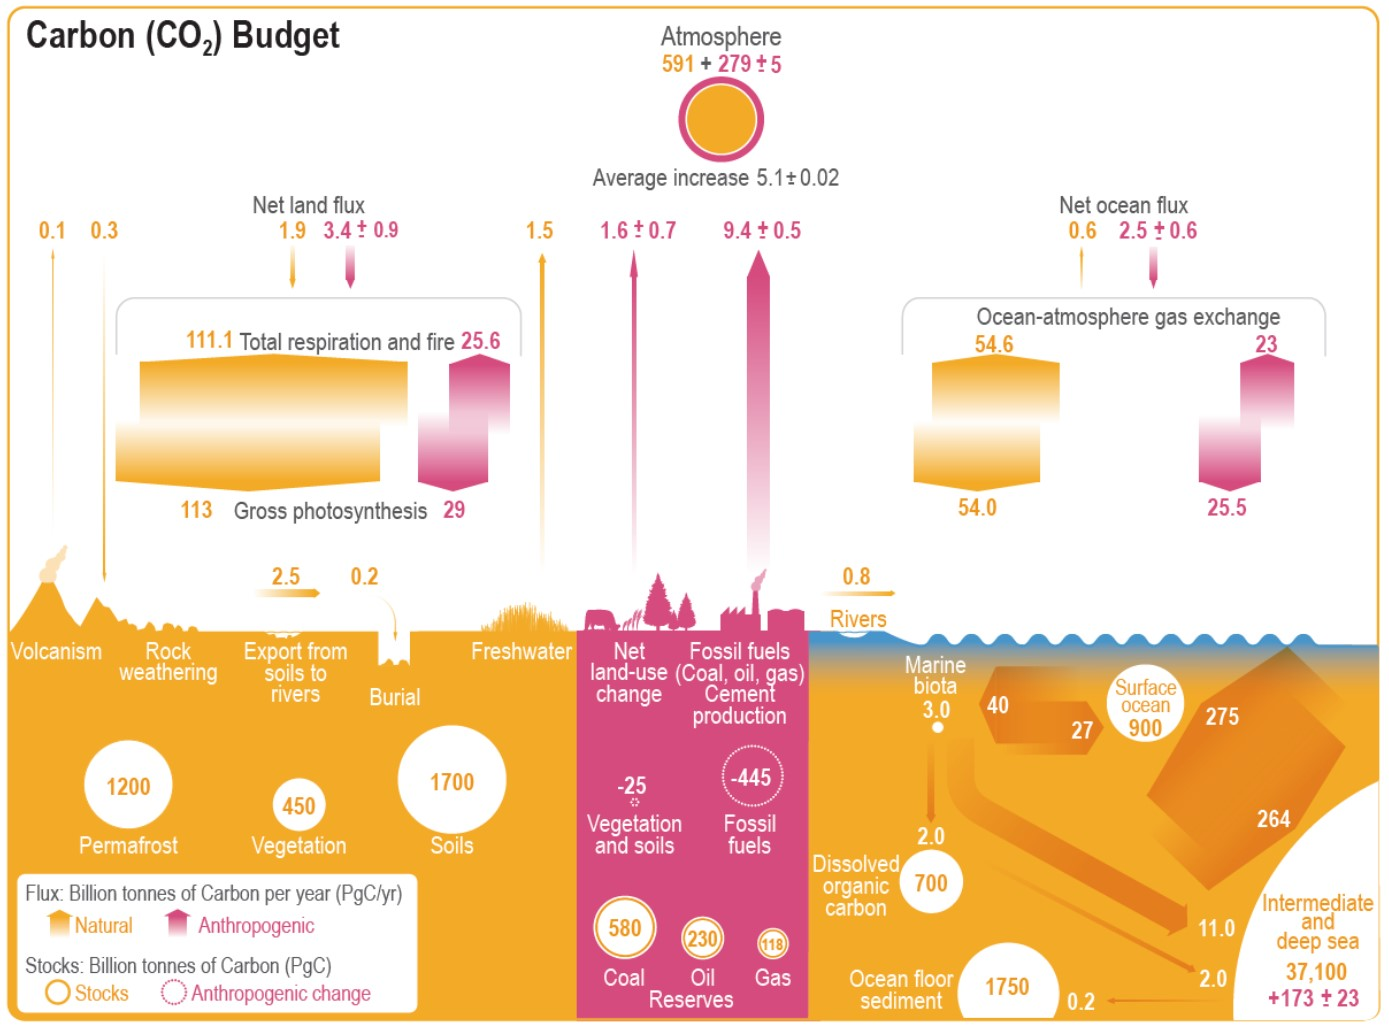 Carbon (CO₂) Budget
Atmosphere
591 + 279 ± 5
Average increase 5.1 ± 0.02
0.1
0.3
Net land flux
1.9 3.4 ± 0.9
1.5
1.6 ± 0.7
9.4 ± 0.5
Net ocean flux
0.6 2.5 ± 0.6
111.1 Total respiration and fire 25.6
113 Gross photosynthesis 29
Ocean-atmosphere gas exchange
54.6
23
54.0
25.5
2.5
0.2
0.8
Rivers
Volcanism
Rock
weathering
Export from
soils to
rivers
Burial
Freshwater
Net
land-use
change
Fossil fuels
(Coal, oil, gas)
Cement
production
1200
Permafrost
450
Vegetation
1700
Soils
-25
Vegetation
and soils
-445
Fossil
fuels
580
Coal
230
Oil
118
Gas
Reserves
Marine
biota
3.0
40
27
Surface
ocean
900
275
264
2.0
Dissolved
organic
carbon
700
11.0
2.0
Intermediate
and
deep sea
37,100
+173 ± 23
Ocean floor
sediment
1750
0.2
Flux: Billion tonnes of Carbon per year (PgC/yr)
Natural
Anthropogenic
Stocks: Billion tonnes of Carbon (PgC)
Stocks
Anthropogenic change